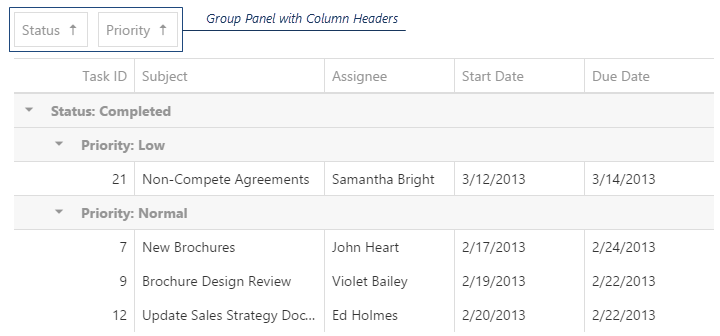 Status ↑ Priority ↑ Group Panel with Column Headers
Task ID Subject Assignee Start Date Due Date
Status: Completed
Priority: Low
21 Non-Compete Agreements Samantha Bright 3/12/2013 3/14/2013
Priority: Normal
7 New Brochures John Heart 2/17/2013 2/24/2013
9 Brochure Design Review Violet Bailey 2/19/2013 2/22/2013
12 Update Sales Strategy Doc... Ed Holmes 2/20/2013 2/22/2013